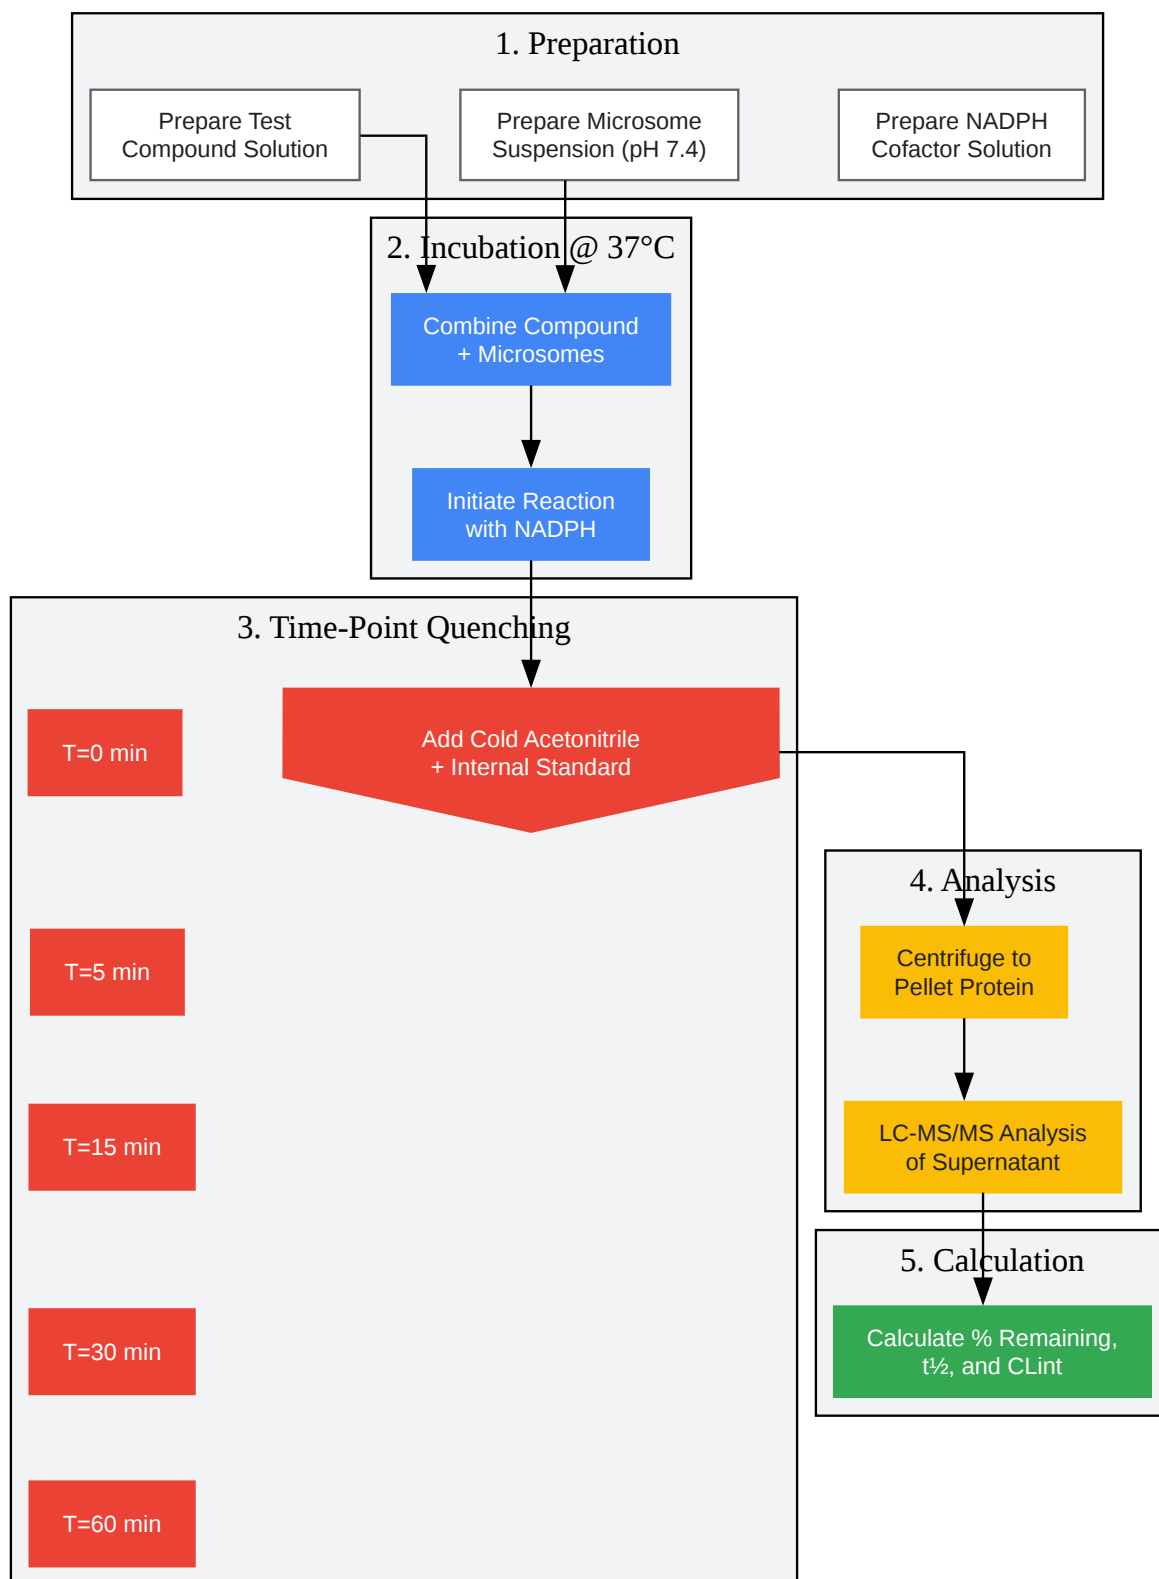 1. Preparation
Prepare Test
Compound Solution
Prepare Microsome
Suspension (pH 7.4)
Prepare NADPH
Cofactor Solution
2. Incubation @ 37°C
Combine Compound
+ Microsomes
Initiate Reaction
with NADPH
3. Time-Point Quenching
T=0 min
Add Cold Acetonitrile
+ Internal Standard
T=5 min
T=15 min
T=30 min
T=60 min
4. Analysis
Centrifuge to
Pellet Protein
LC-MS/MS Analysis
of Supernatant
5. Calculation
Calculate % Remaining,
t½, and CLint